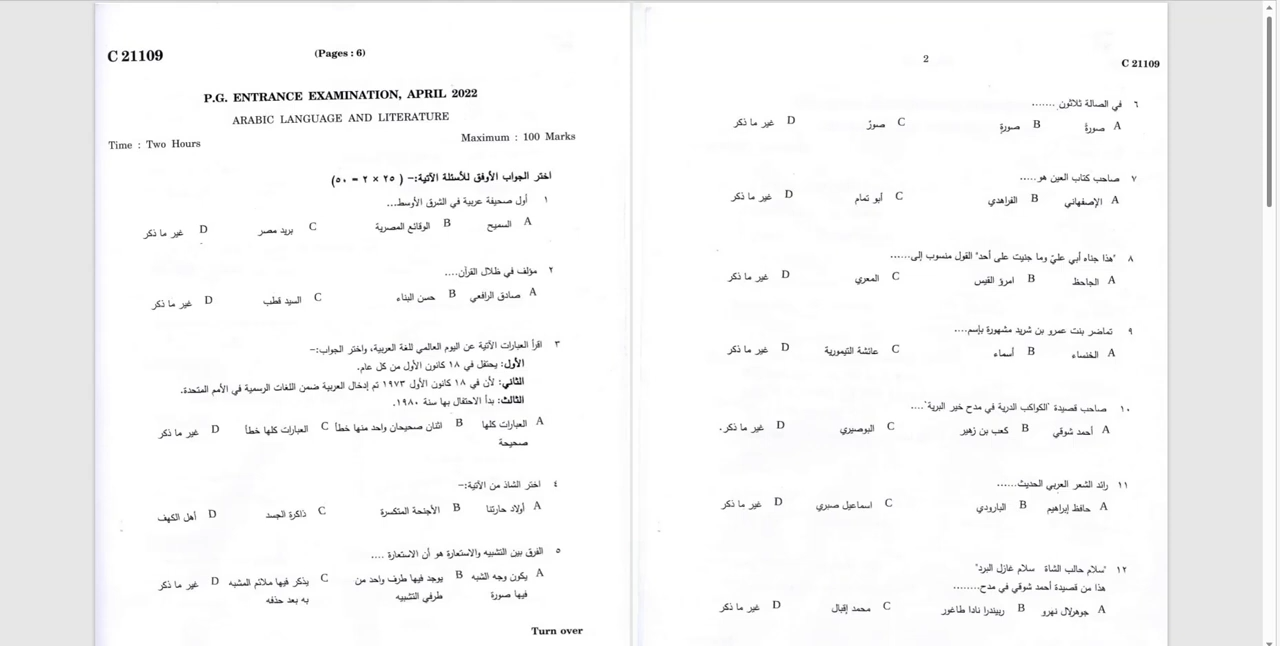 C 21109
(Pages : 6)
P.G. ENTRANCE EXAMINATION, APRIL 2022
ARABIC LANGUAGE AND LITERATURE
Time : Two Hours
Maximum : 100 Marks
اختر الجواب الأوفق للأسئلة الآتية:- ( ٢٥ × ٢ = ٥٠)
١ أول صحيفة عربية في الشرق الأوسط...
A السميح B الوقائع المصرية C بريد مصر D غير ما ذكر
٢ مؤلف في ظلال القرآن....
A صادق الرافعي B حسن البناء C السيد قطب D غير ما ذكر
٣ اقرأ العبارات الآتية عن اليوم العالمي للغة العربية، واختر الجواب:-
الأول: يحتفل في ١٨ كانون الأول من كل عام.
الثاني: لأن في ١٨ كانون الأول ١٩٧٣ تم إدخال العربية ضمن اللغات الرسمية في الأمم المتحدة.
الثالث: بدأ الاحتفال بها سنة ١٩٨٠.
A العبارات كلها B اثنان صحيحان واحد منها خطأ C العبارات كلها خطأ D غير ما ذكر
صحيحة
٤ اختر الشاذ من الآتية:-
A أولاد حارتنا B الأجنحة المتكسرة C ذاكرة الجسد D أهل الكهف
٥ الفرق بين التشبيه والاستعارة هو أن الاستعارة ....
A يكون وجه الشبه B يوجد فيها طرف واحد من C يذكر فيها ملائم المشبه D غير ما ذكر
فيها صورة طرفي التشبيه به بعد حذفه
Turn over
2
C 21109
٦ في الصالة ثلاثون.......
A صورةً B صورةٍ C صورٌ D غير ما ذكر
٧ صاحب كتاب العين هو.....
A الإصفهاني B الفراهدي C أبو تمام D غير ما ذكر
٨ "هذا جناه أبي عليّ وما جنيت على أحد" القول منسوب إلى......
A الجاحظ B امرؤ القيس C المعري D غير ما ذكر
٩ تماضر بنت عمرو بن شريد مشهورة بإسم....
A الخنساء B أسماء C عائشة التيمورية D غير ما ذكر
١٠ صاحب قصيدة "الكواكب الدرية في مدح خير البرية"....
A أحمد شوقي B كعب بن زهير C البوصيري D غير ما ذكر.
١١ رائد الشعر العربي الحديث......
A حافظ إبراهيم B البارودي C اسماعيل صبري D غير ما ذكر
١٢ "سلام حالب الشاة سلام غازل البرد"
هذا من قصيدة أحمد شوقي في مدح........
A جوهرلال نهرو B ربيندرا نادا طاغور C محمد إقبال D غير ما ذكر